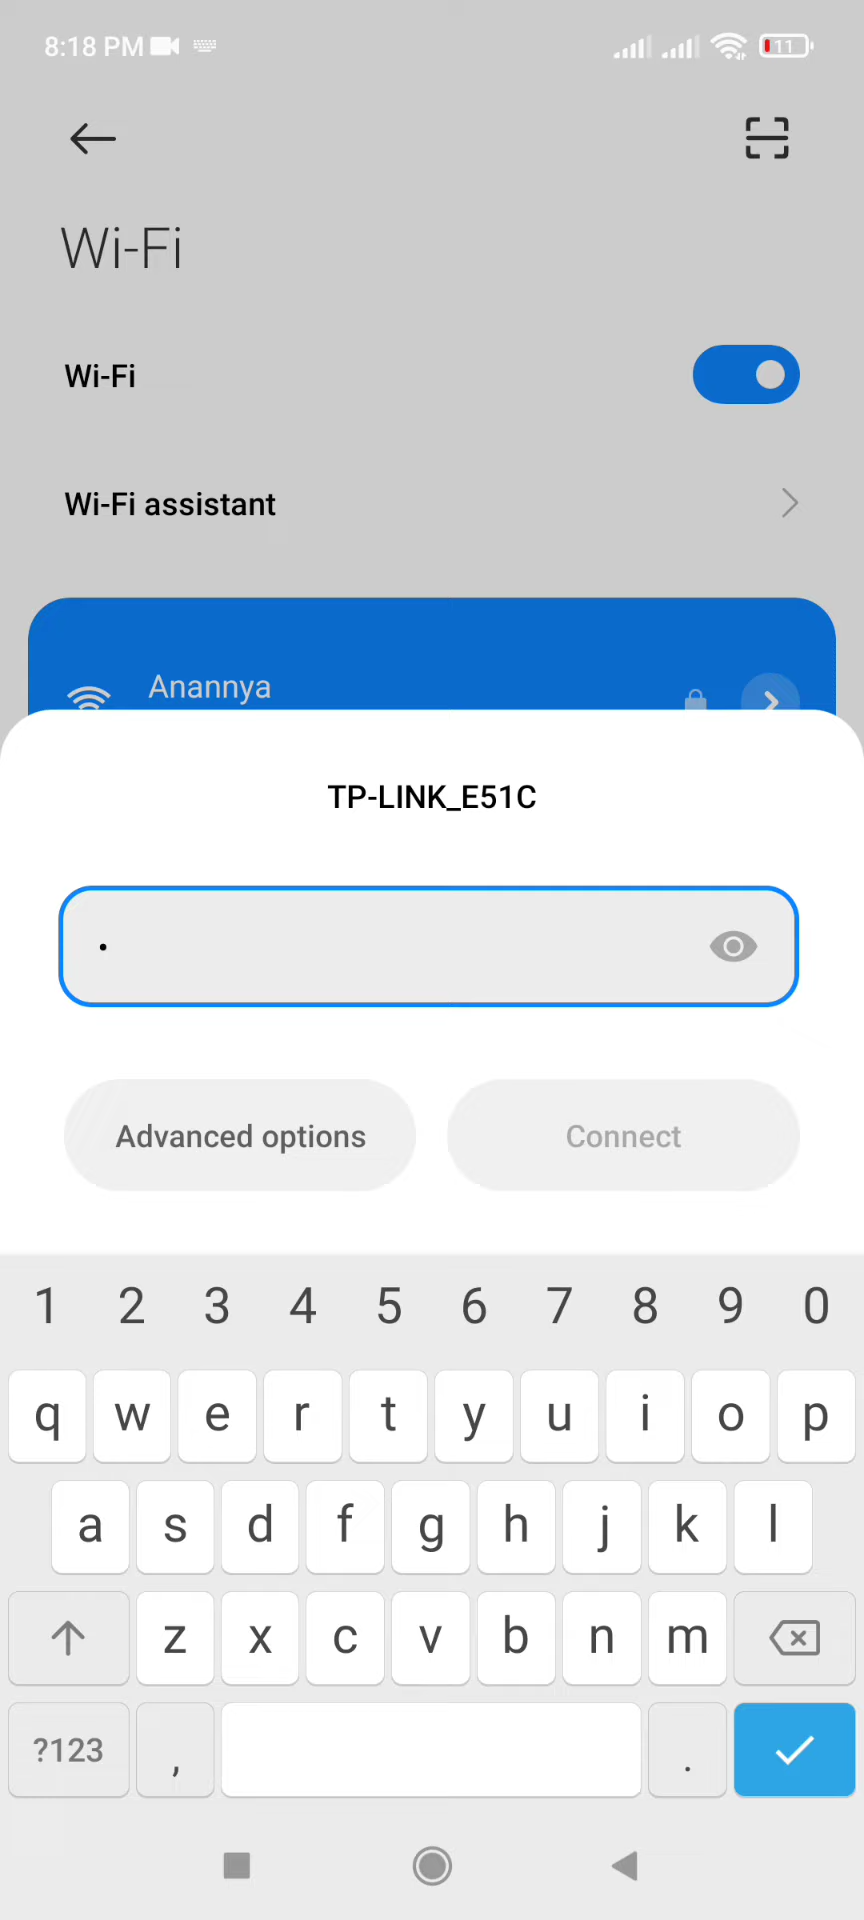 8:18 PM 11
Wi-Fi
Wi-Fi
Wi-Fi assistant
Anannya
TP-LINK_E51C
•
Advanced options Connect
1 2 3 4 5 6 7 8 9 0
q w e r t y u i o p
a s d f g h j k l
z x c v b n m
?123 , .